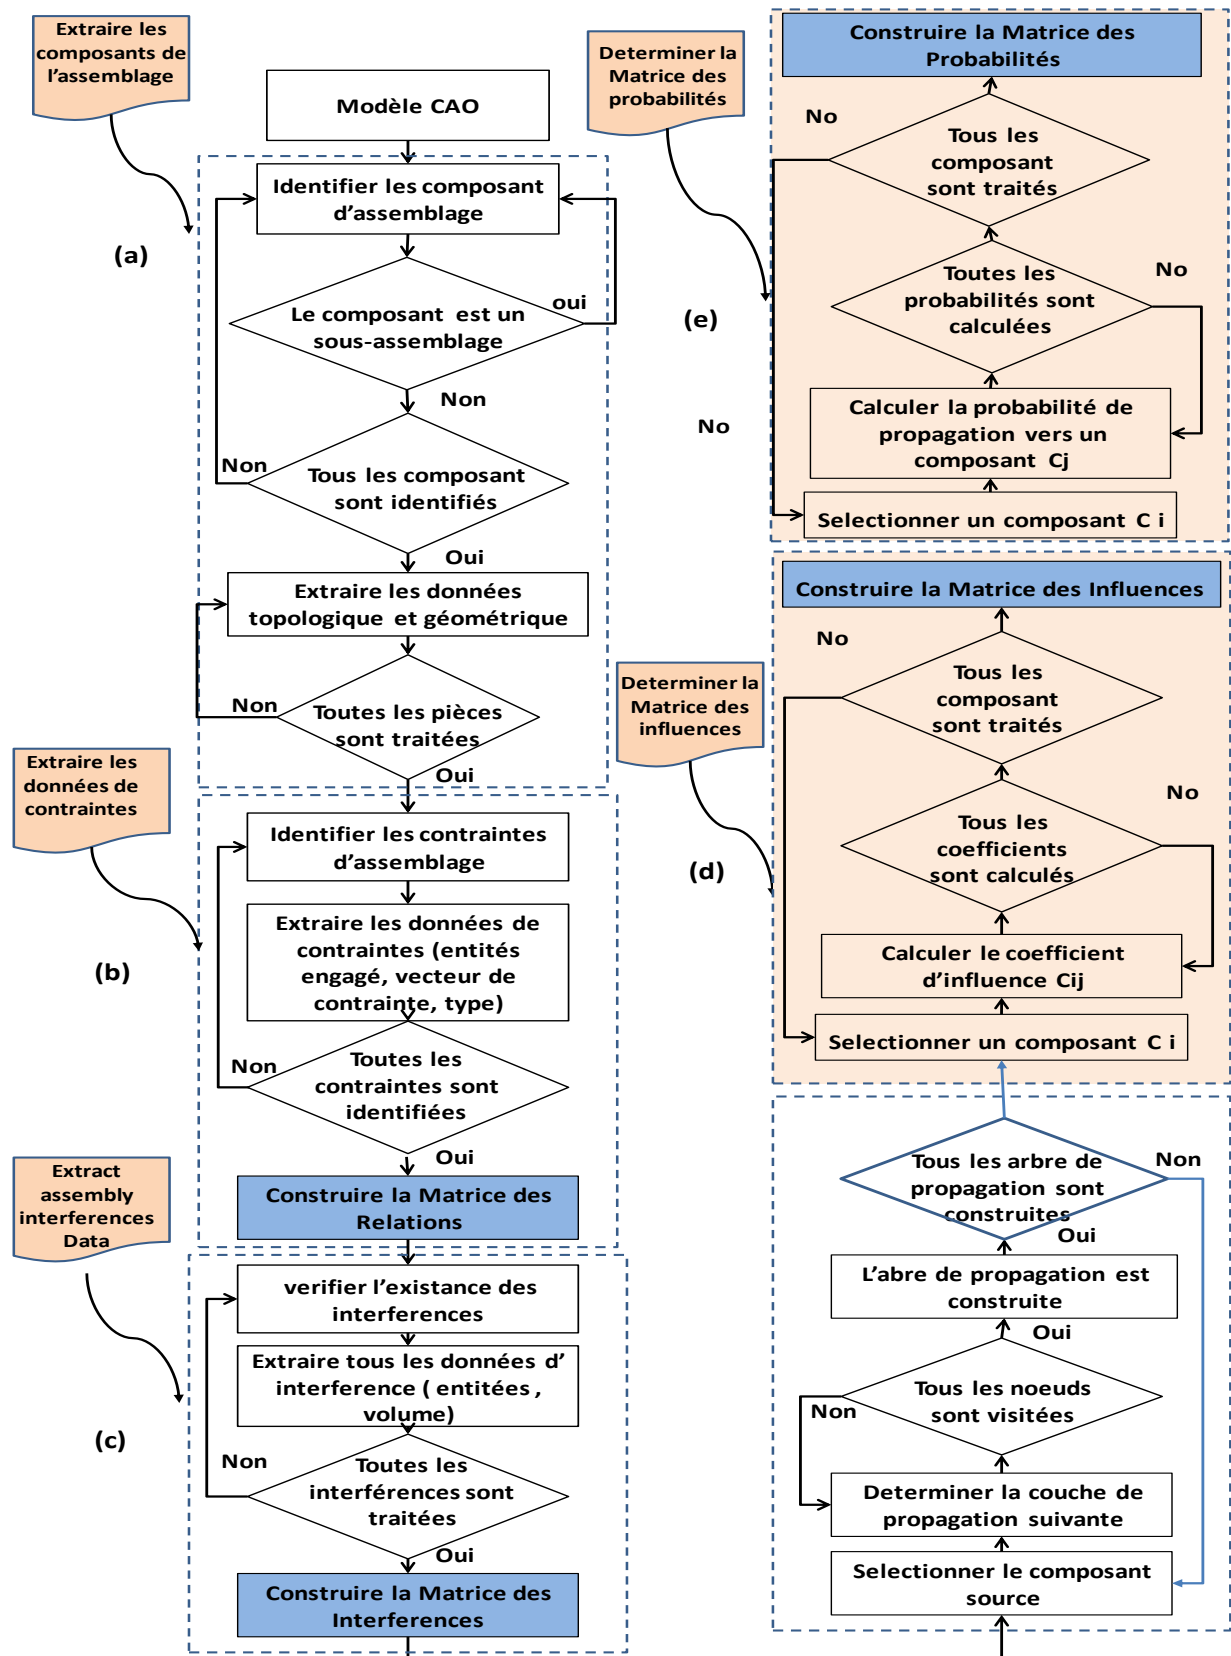 Extraire les
composants de
l'assemblage
Modèle CAO
Identifier les composant
d'assemblage
(a)
Le composant est un
sous-assemblage
oui
Non
Non
Tous les composant
sont identifiés
Oui
Extraire les données
topologique et géométrique
Non
Toutes les pièces
sont traitées
Oui
Extraire les
données de
contraintes
Identifier les contraintes
d'assemblage
Extraire les données de
contraintes (entités
engagé, vecteur de
contrainte, type)
(b)
Non
Toutes les
contraintes sont
identifiées
Oui
Construire la Matrice des
Relations
Extract
assembly
interferences
Data
verifier l'existance des
interferences
Extraire tous les données d'
interference ( entitées ,
volume)
(c)
Non
Toutes les
interférences sont
traitées
Oui
Construire la Matrice des
Interferences
Determiner la
Matrice des
probabilités
Construire la Matrice des
Probabilités
No
Tous les
composant
sont traités
No
Toutes les
probabilités sont
calculées
(e)
No
Calculer la probabilité de
propagation vers un
composant Cj
Selectionner un composant C i
Construire la Matrice des Influences
No
Determiner la
Matrice des
influences
Tous les
composant
sont traités
No
Tous les
coefficients
sont calculés
(d)
Calculer le coefficient
d'influence Cij
Selectionner un composant C i
Tous les arbre de
propagation sont
construites
Non
Oui
L'abre de propagation est
construite
Oui
Tous les noeuds
sont visitées
Non
Determiner la couche de
propagation suivante
Selectionner le composant
source